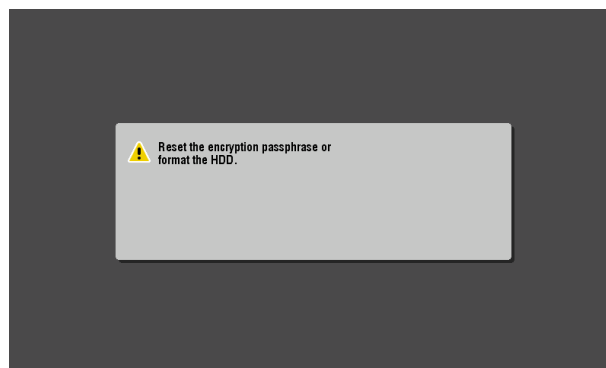 Reset the encryption passphrase or
format the HDD.